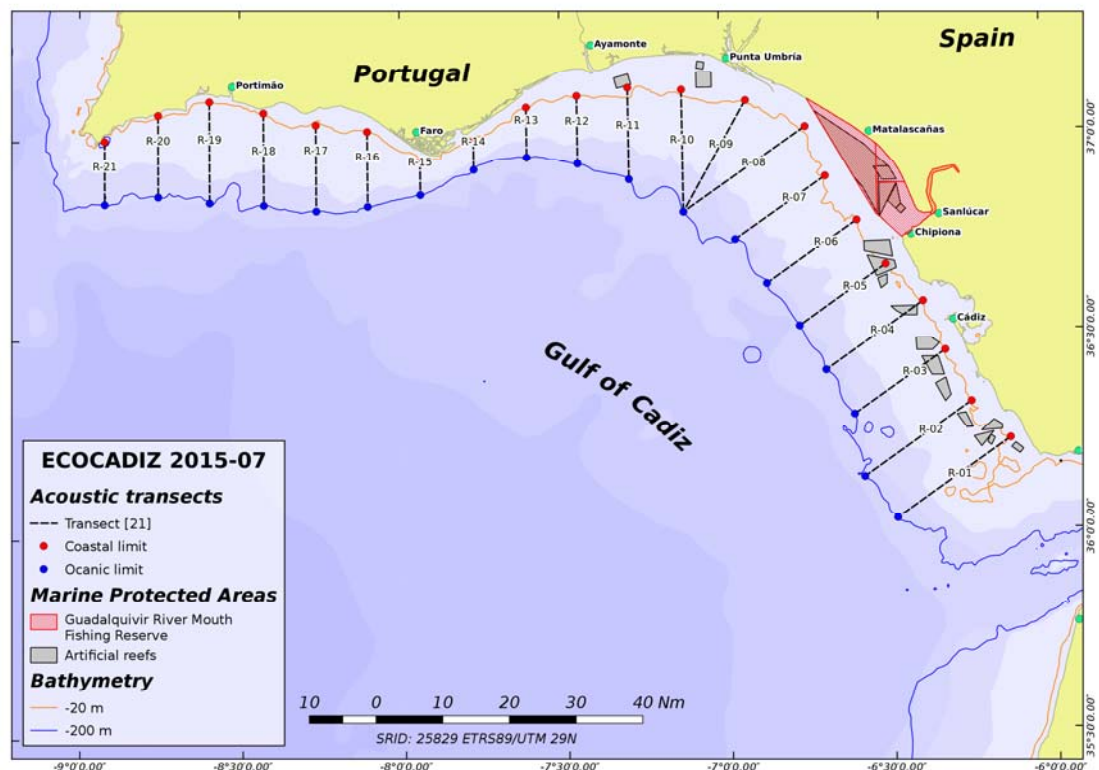 Spain
Portugal
Ayamonte
Punta Umbría
Portimão
Faro
Matalascañas
Sanlúcar
Chipiona
Cádiz
R-21
R-20
R-19
R-18
R-17
R-16
R-15
R-14
R-13
R-12
R-11
R-10
R-09
R-08
R-07
R-06
R-05
R-04
R-03
R-02
R-01
Gulf of Cadiz
37°0'0.00"
36°30'0.00"
36°0'0.00"
35°30'0.00"
ECOCADIZ 2015-07
Acoustic transects
Transect [21]
Coastal limit
Ocanic limit
Marine Protected Areas
Guadalquivir River Mouth
Fishing Reserve
Artificial reefs
Bathymetry
-20 m
-200 m
10 0 10 20 30 40 Nm
SRID: 25829 ETRS89/UTM 29N
-9°0'0.00" -8°30'0.00" -8°0'0.00" -7°30'0.00" -7°0'0.00" -6°30'0.00" -6°0'0.00"